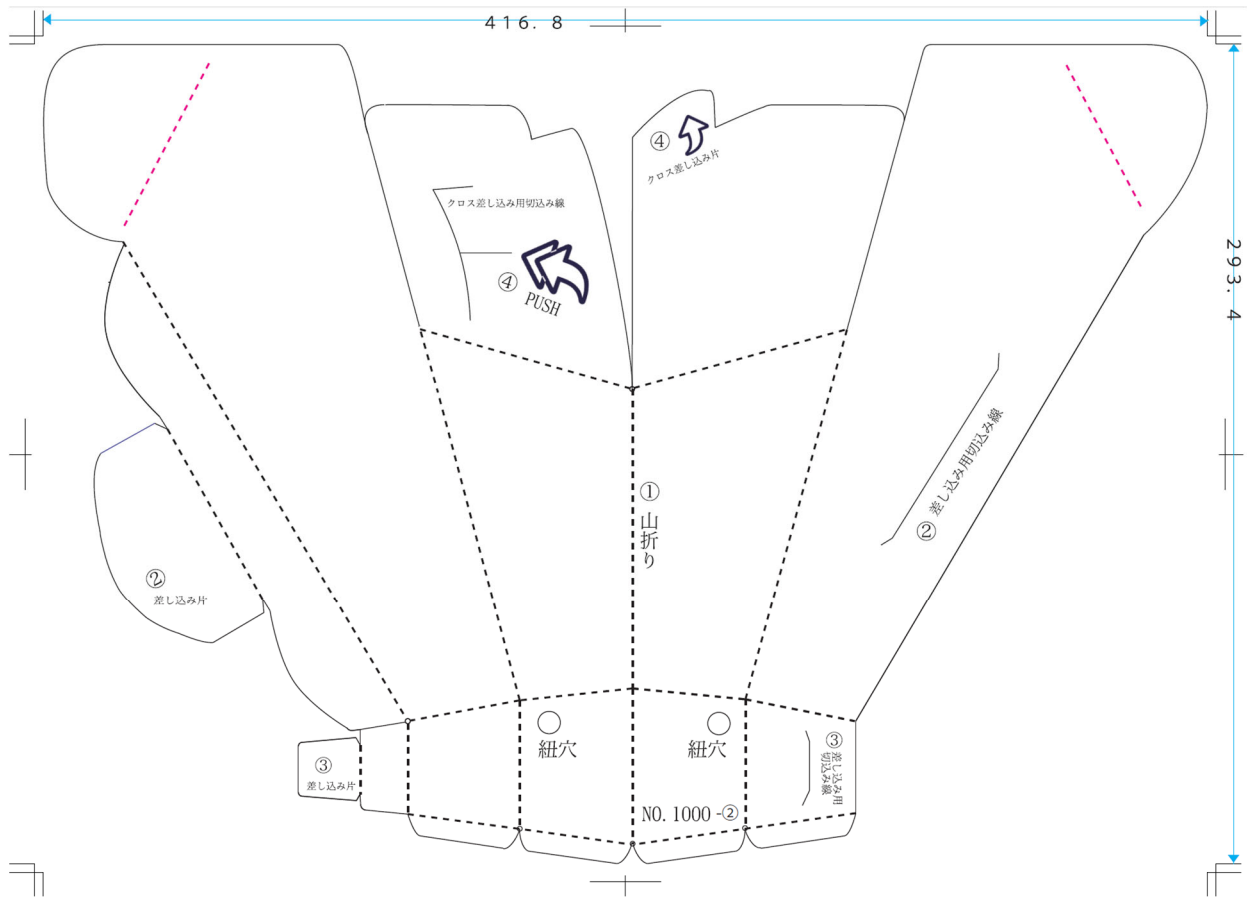 416. 8
④
クロス差し込み片
クロス差し込み用切込み線
④
PUSH
293. 4
② 差し込み用切込み線
① 山折り
②
差し込み片
紐穴
紐穴
③
差し込み片
③ 差し込み用
切込み線
NO. 1000 -②